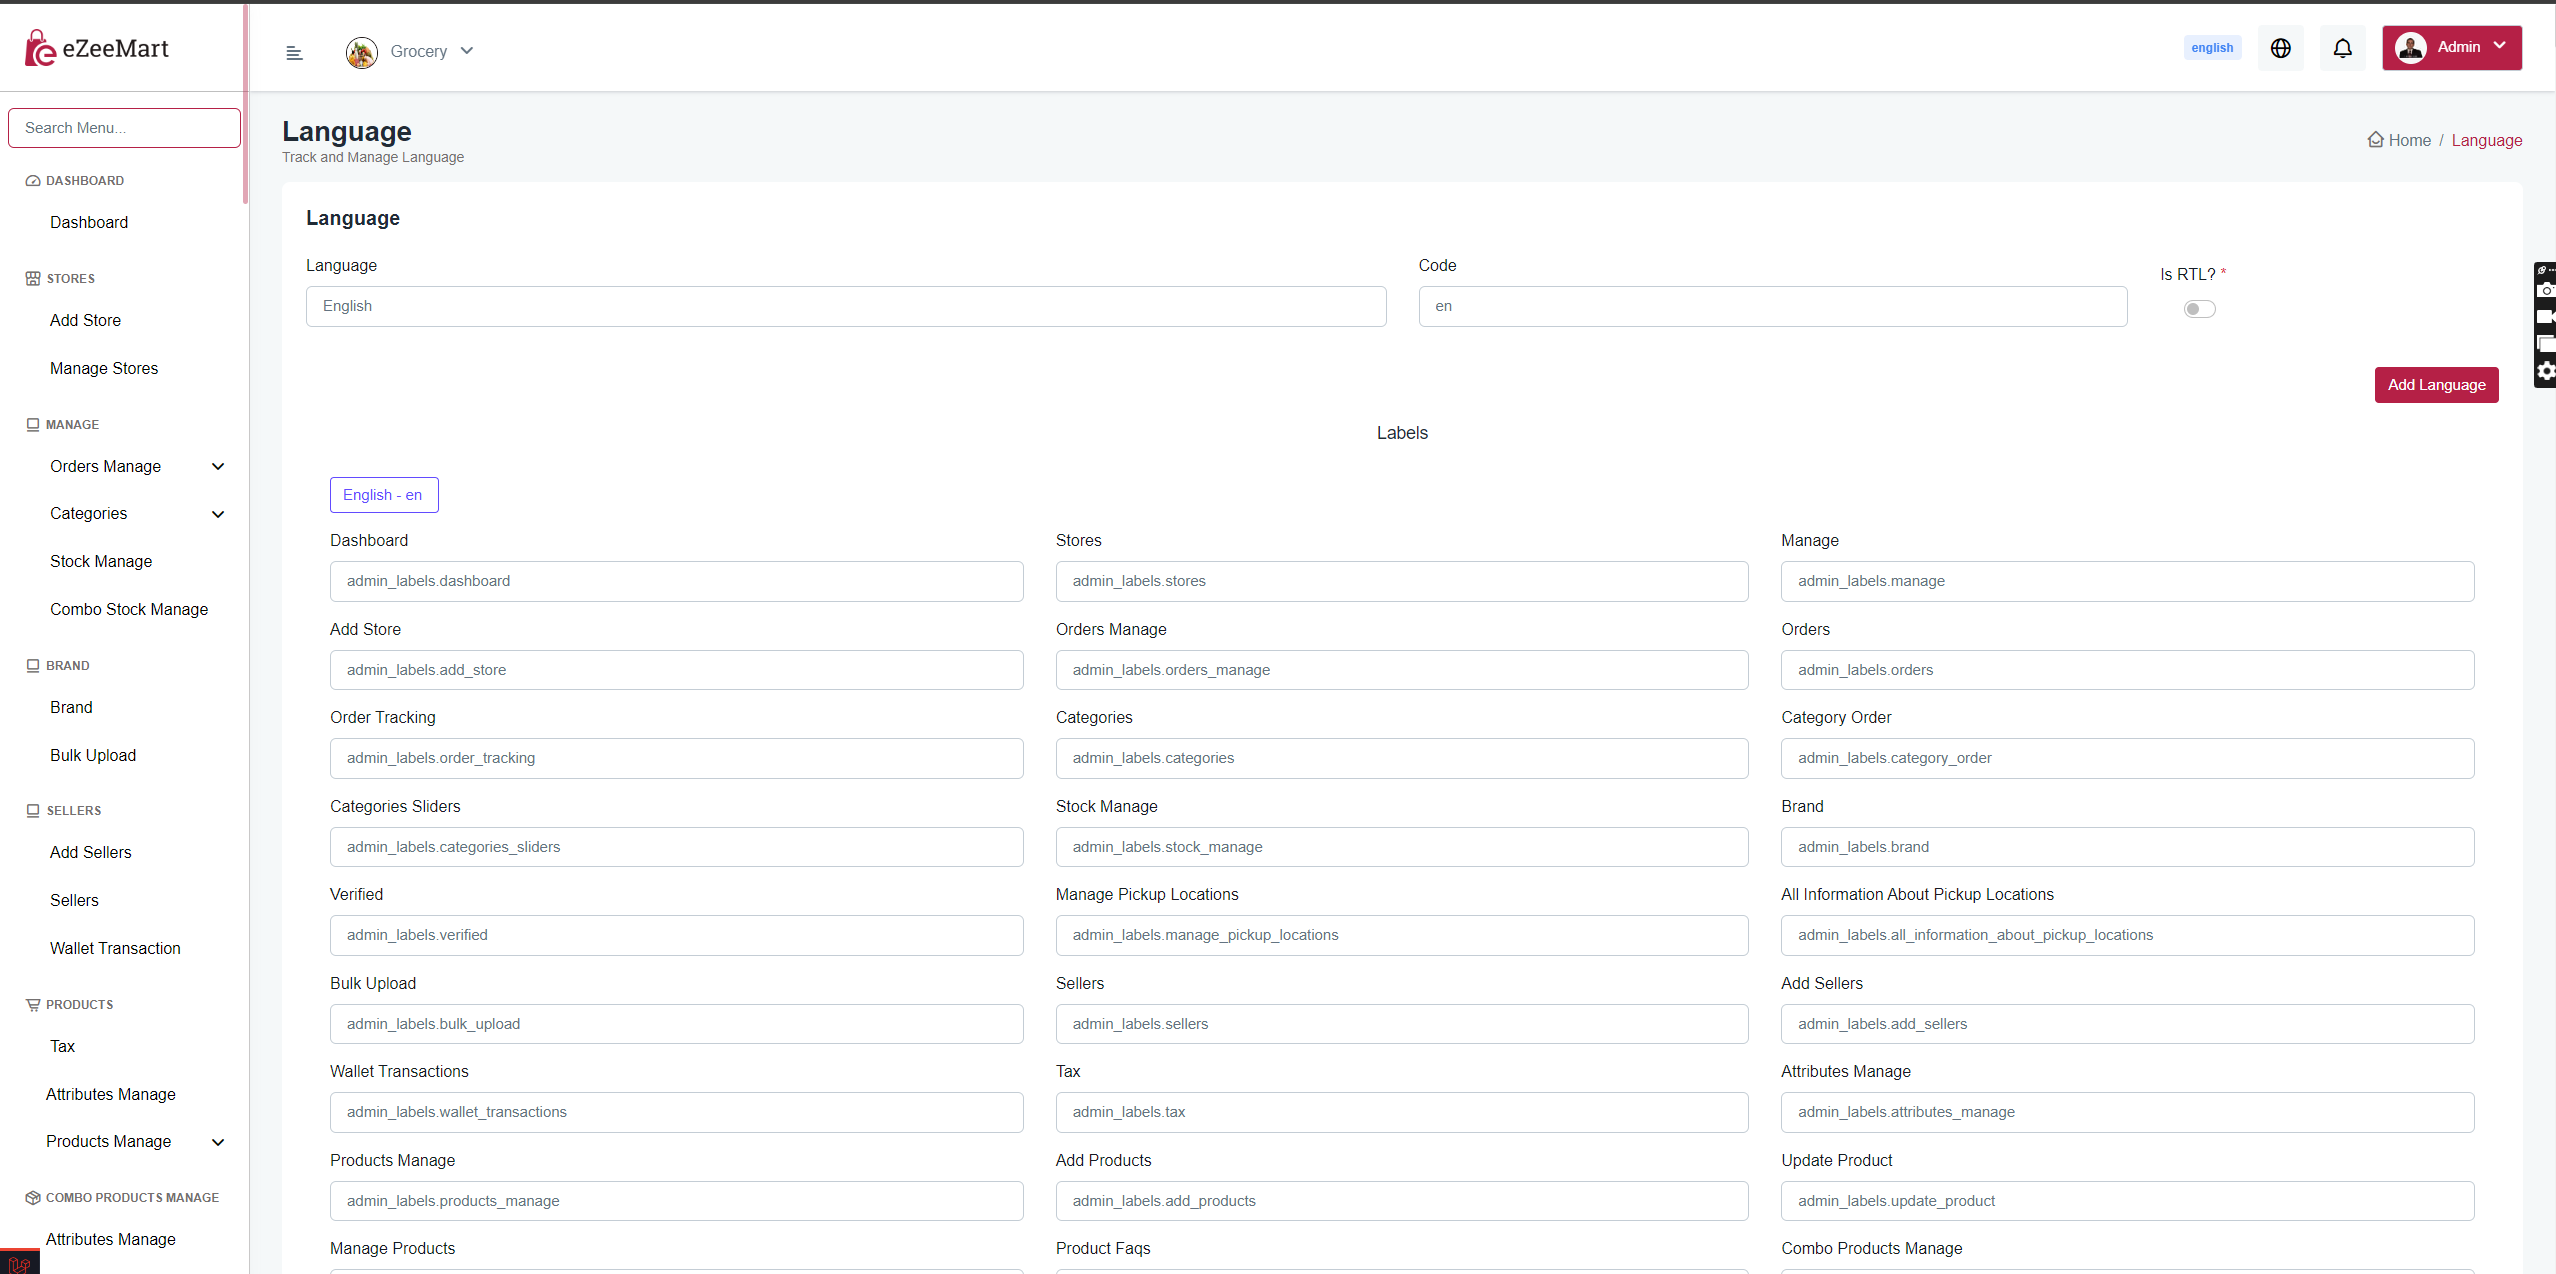 eZeeMart
Grocery
english
Admin
Search Menu...
DASHBOARD
Dashboard
STORES
Add Store
Manage Stores
MANAGE
Orders Manage
Categories
Stock Manage
Combo Stock Manage
BRAND
Brand
Bulk Upload
SELLERS
Add Sellers
Sellers
Wallet Transaction
PRODUCTS
Tax
Attributes Manage
Products Manage
COMBO PRODUCTS MANAGE
Attributes Manage
Language
Track and Manage Language
Home / Language
Language
Language
Code
Is RTL? *
English
en
Add Language
Labels
English - en
Dashboard
Stores
Manage
admin_labels.dashboard
admin_labels.stores
admin_labels.manage
Add Store
Orders Manage
Orders
admin_labels.add_store
admin_labels.orders_manage
admin_labels.orders
Order Tracking
Categories
Category Order
admin_labels.order_tracking
admin_labels.categories
admin_labels.category_order
Categories Sliders
Stock Manage
Brand
admin_labels.categories_sliders
admin_labels.stock_manage
admin_labels.brand
Verified
Manage Pickup Locations
All Information About Pickup Locations
admin_labels.verified
admin_labels.manage_pickup_locations
admin_labels.all_information_about_pickup_locations
Bulk Upload
Sellers
Add Sellers
admin_labels.bulk_upload
admin_labels.sellers
admin_labels.add_sellers
Wallet Transactions
Tax
Attributes Manage
admin_labels.wallet_transactions
admin_labels.tax
admin_labels.attributes_manage
Products Manage
Add Products
Update Product
admin_labels.products_manage
admin_labels.add_products
admin_labels.update_product
Manage Products
Product Faqs
Combo Products Manage